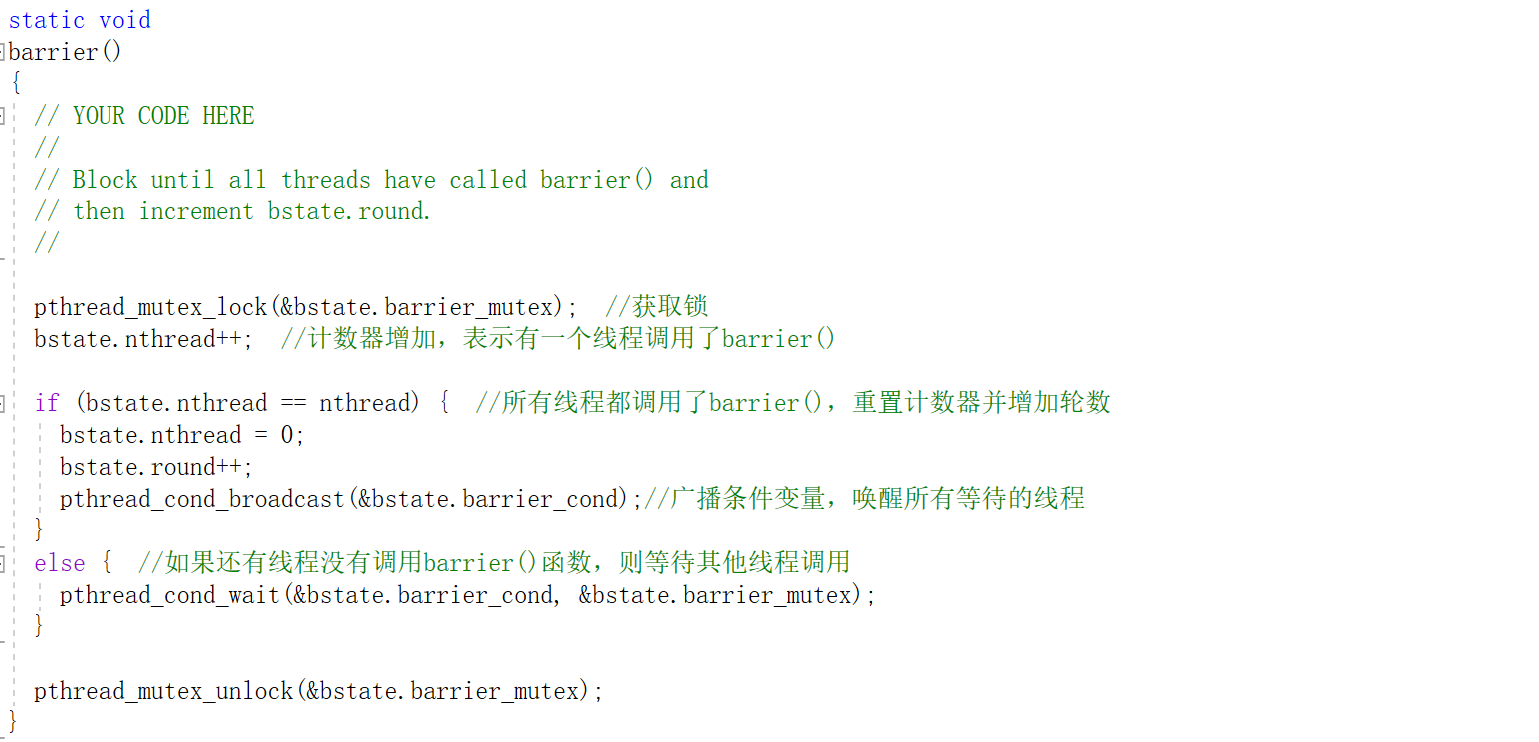 static void
barrier()
{
// YOUR CODE HERE
//
// Block until all threads have called barrier() and
// then increment bstate.round.
//
pthread_mutex_lock(&bstate.barrier_mutex);  //获取锁
bstate.nthread++;  //计数器增加，表示有一个线程调用了barrier()
if (bstate.nthread == nthread) {  //所有线程都调用了barrier()，重置计数器并增加轮数
bstate.nthread = 0;
bstate.round++;
pthread_cond_broadcast(&bstate.barrier_cond);//广播条件变量，唤醒所有等待的线程
}
else {  //如果还有线程没有调用barrier()函数，则等待其他线程调用
pthread_cond_wait(&bstate.barrier_cond, &bstate.barrier_mutex);
}
pthread_mutex_unlock(&bstate.barrier_mutex);
}